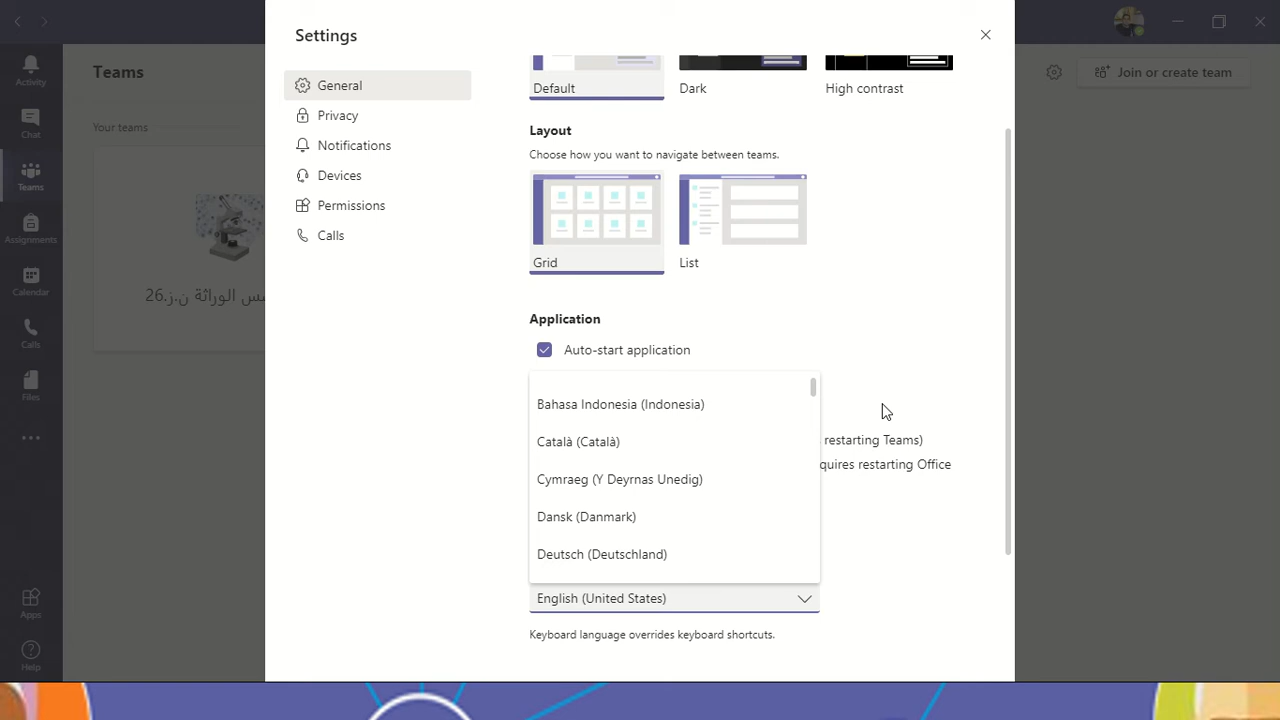 Settings
Teams
Join or create team
Activity
Chat
Teams
Assignments
Calendar
Calls
Files
Apps
Help
Your teams
26.ن.ز الوراثة
General
Privacy
Notifications
Devices
Permissions
Calls
Default
Dark
High contrast
Layout
Choose how you want to navigate between teams.
Grid
List
Application
Auto-start application
restarting Teams)
quires restarting Office
Bahasa Indonesia (Indonesia)
Català (Català)
Cymraeg (Y Deyrnas Unedig)
Dansk (Danmark)
Deutsch (Deutschland)
English (United States)
Keyboard language overrides keyboard shortcuts.